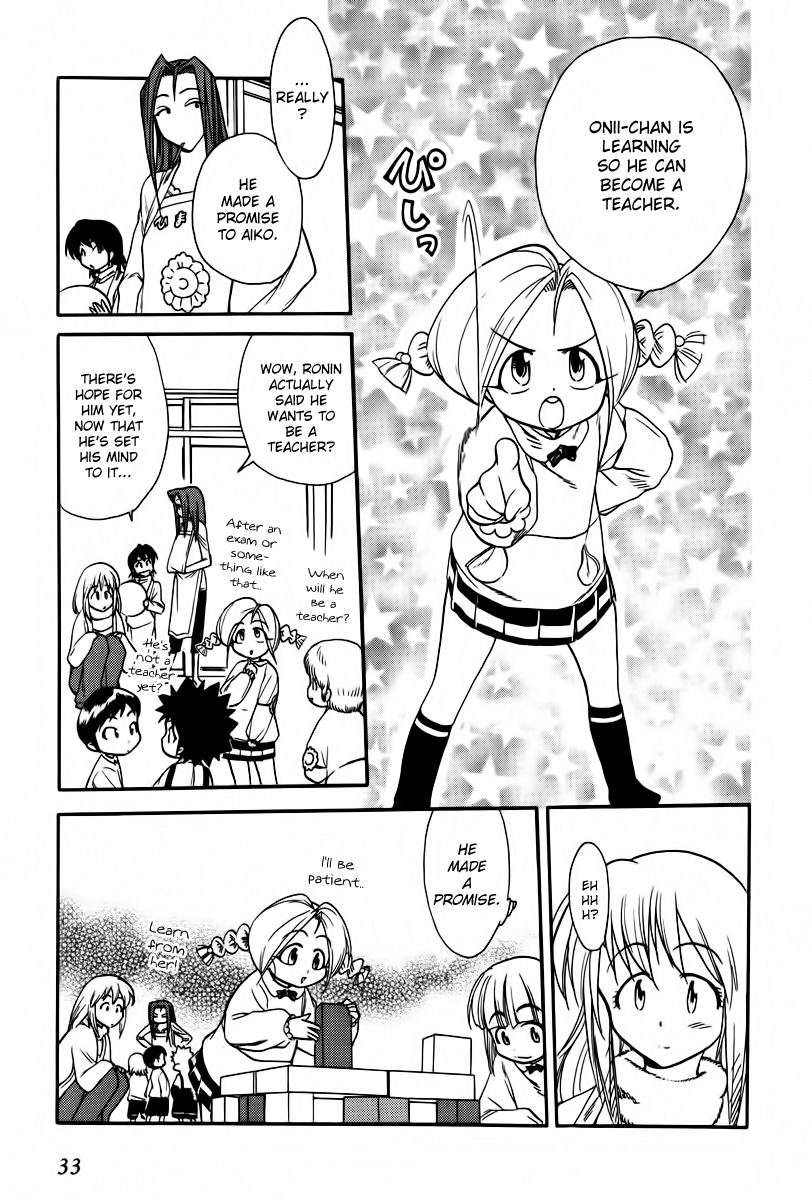 ONII-CHAN IS
LEARNING
SO HE CAN
BECOME A
TEACHER.
ぴしっ
...
REALLY
?
HE
MADE A
PROMISE
TO AIKO.
WOW, RONIN
ACTUALLY
SAID HE
WANTS TO
BE A
TEACHER?
THERE'S
HOPE FOR
HIM YET,
NOW THAT
HE'S SET
HIS MIND
TO IT...
When
will he
be a
teacher?
After an
exam or
some-
thing like
that..
He's
not a
teacher
yet?
EH
HH
H?
HE
MADE
A
PROMISE.
I'll be
patient..
Learn
from
her!
33